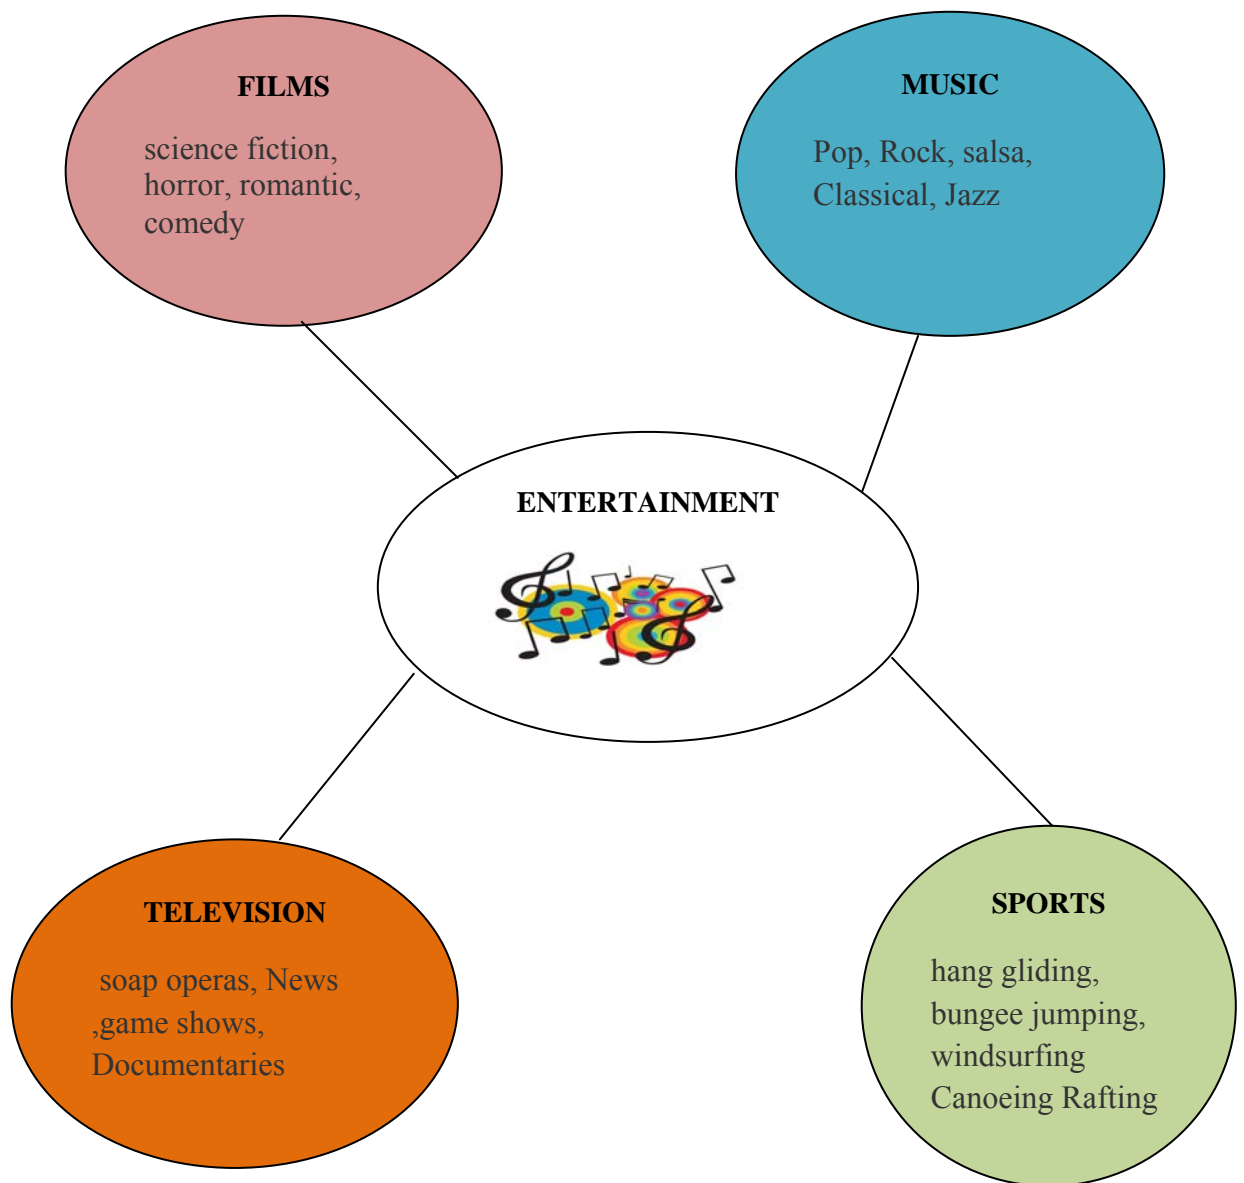 FILMS
science fiction,
horror, romantic,
comedy
MUSIC
Pop, Rock, salsa,
Classical, Jazz
ENTERTAINMENT
TELEVISION
soap operas, News
,game shows,
Documentaries
SPORTS
hang gliding,
bungee jumping,
windsurfing
Canoeing Rafting